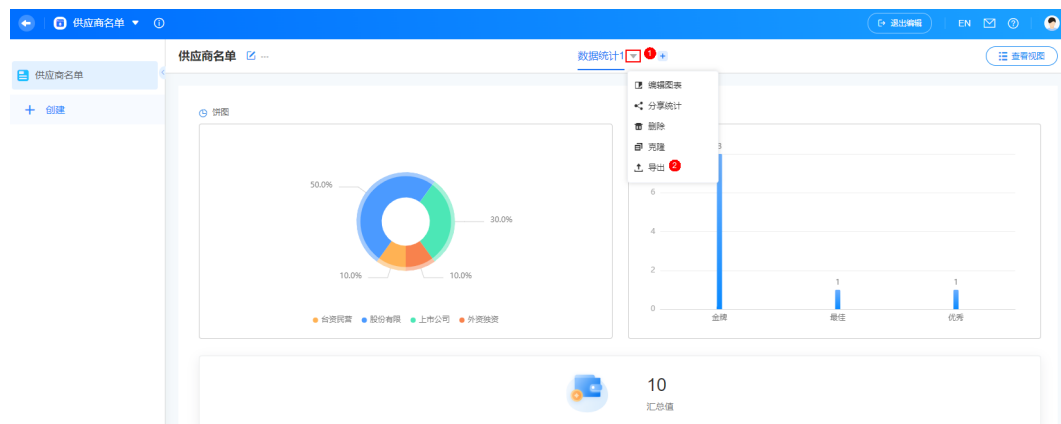 供应商名单
退出编辑
EN
供应商名单
创建
供应商名单
数据统计1
1
查看视图
编辑图表
分享统计
删除
克隆
导出 2
饼图
50.0%
30.0%
10.0%
10.0%
台资民营 股份有限 上市公司 外资独资
6
4
2
0
1
1
金牌 最佳 优秀
10
汇总值